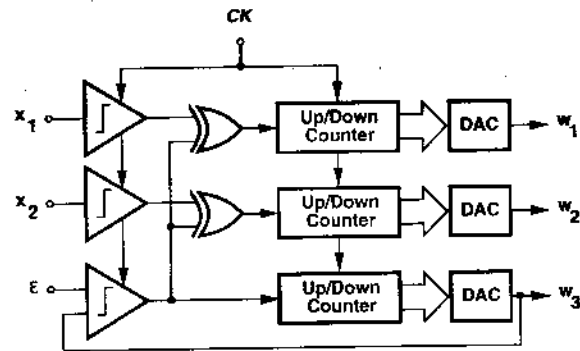 CK
x1
Up/Down
Counter
DAC
w1
x2
Up/Down
Counter
DAC
w2
ε
Up/Down
Counter
DAC
w3